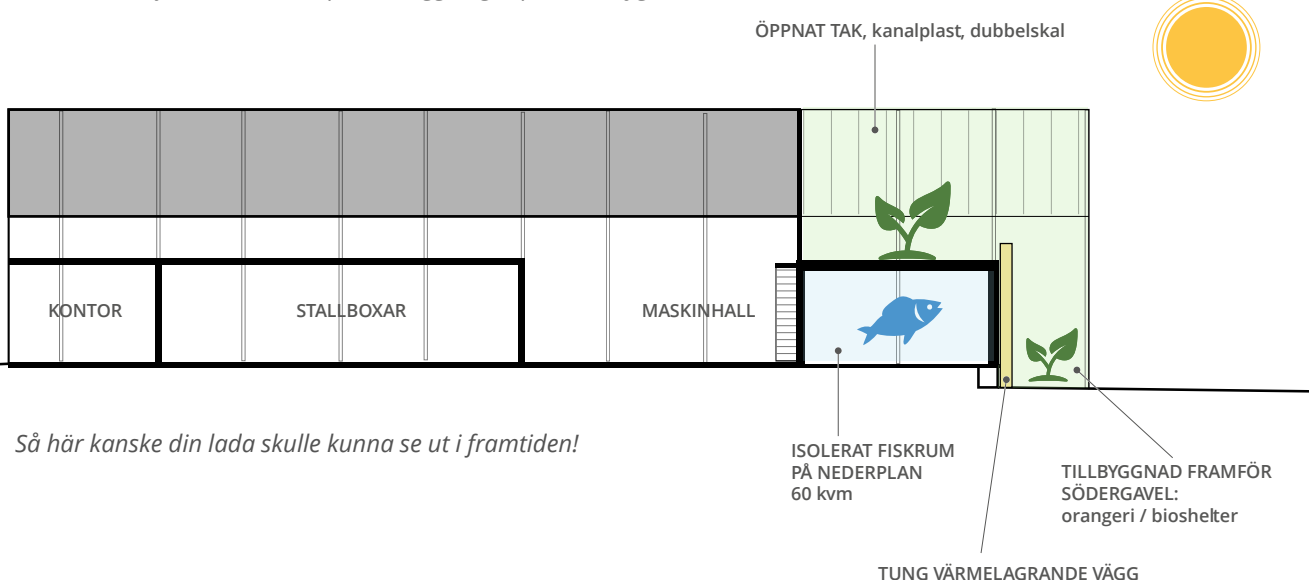 ÖPPNAT TAK, kanalplast, dubbelskal
KONTOR
STALLBOXAR
MASKINHALL
Så här kanske din lada skulle kunna se ut i framtiden!
ISOLERAT FISKRUM
PÅ NEDERPLAN
60 kvm
TILLBYGGNAD FRAMFÖR
SÖDERGAVEL:
orangeri / bioshelter
TUNG VÄRMELAGRANDE VÄGG